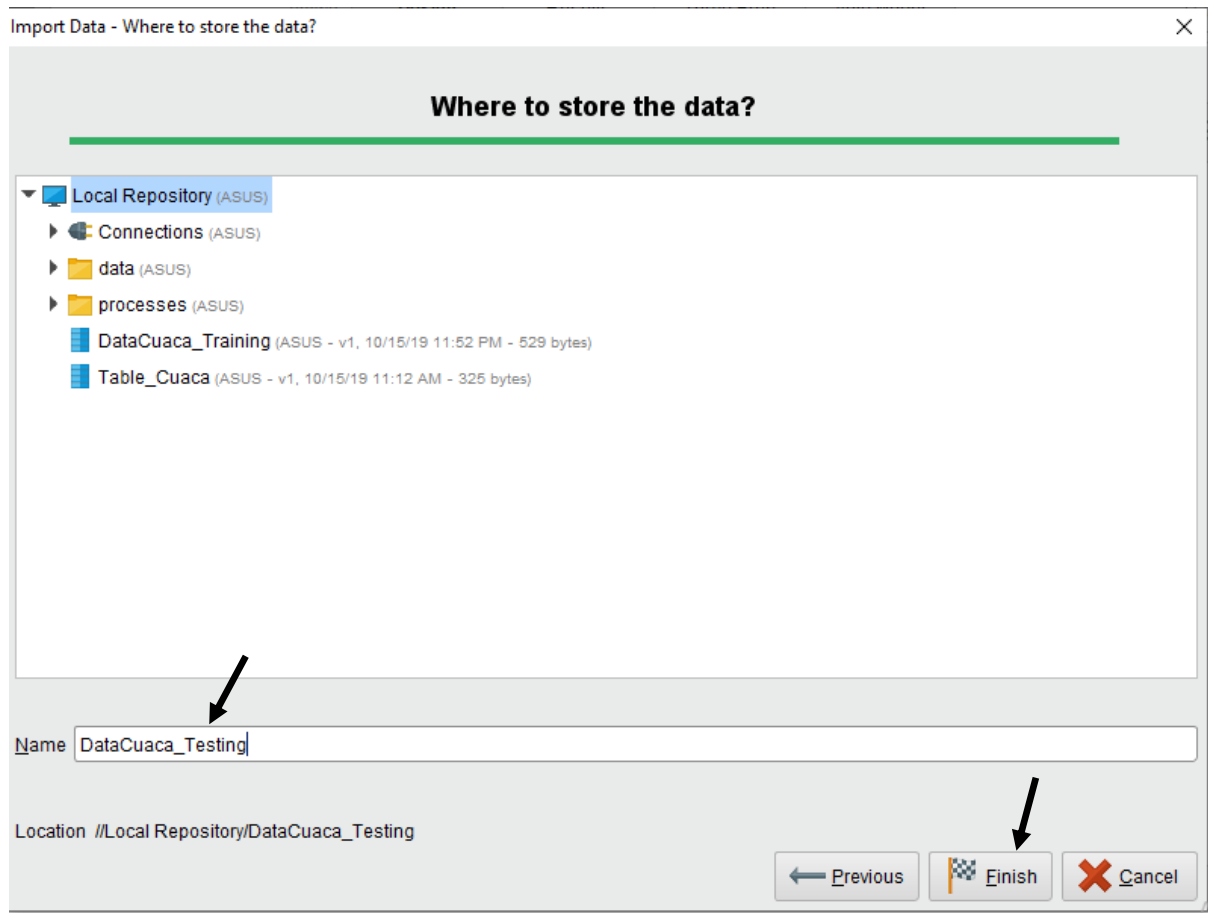 Import Data - Where to store the data?
Where to store the data?
Local Repository (ASUS)
Connections (ASUS)
data (ASUS)
processes (ASUS)
DataCuaca_Training (ASUS - v1, 10/15/19 11:52 PM - 529 bytes)
Table_Cuaca (ASUS - v1, 10/15/19 11:12 AM - 325 bytes)
Name DataCuaca_Testing
Location //Local Repository/DataCuaca_Testing
Previous Finish Cancel